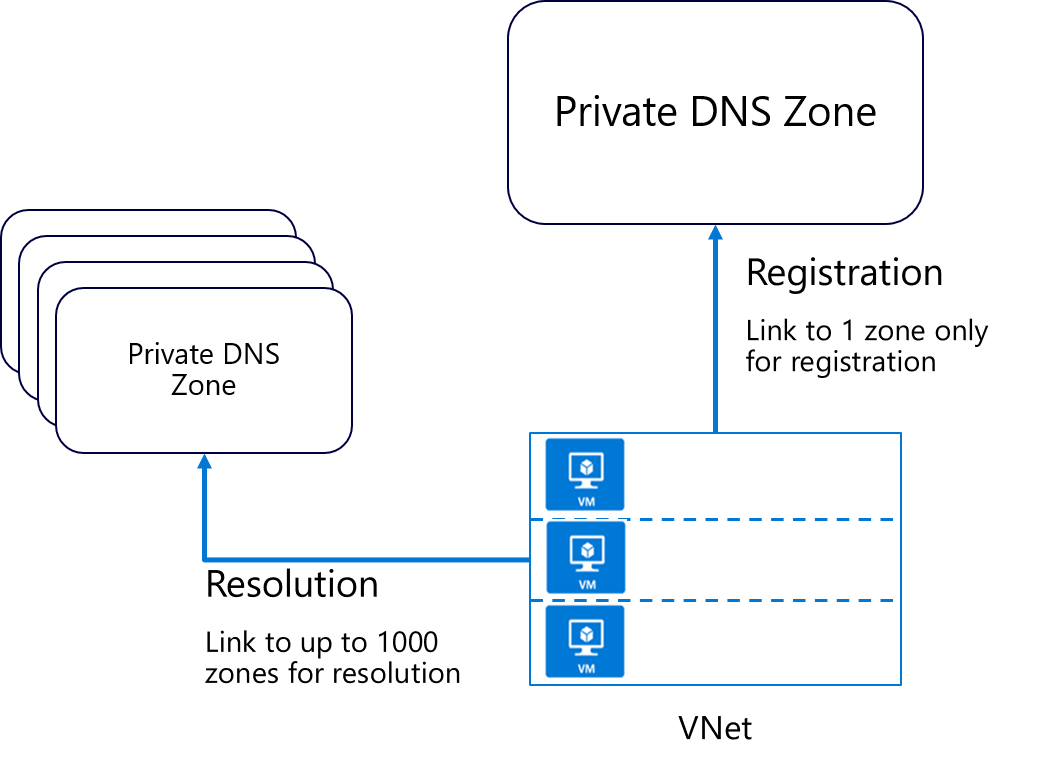 Private DNS Zone
Registration
Link to 1 zone only
for registration
Private DNS
Zone
VM
VM
VM
Resolution
Link to up to 1000
zones for resolution
VNet